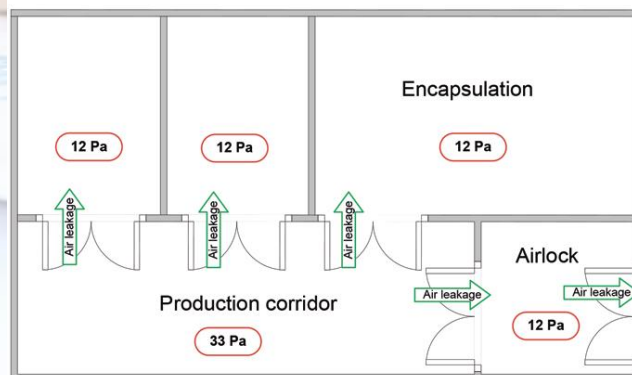 Encapsulation
12 Pa
12 Pa
12 Pa
Air leakage
Air leakage
Air leakage
Airlock
Air leakage
Air leakage
Production corridor
12 Pa
33 Pa